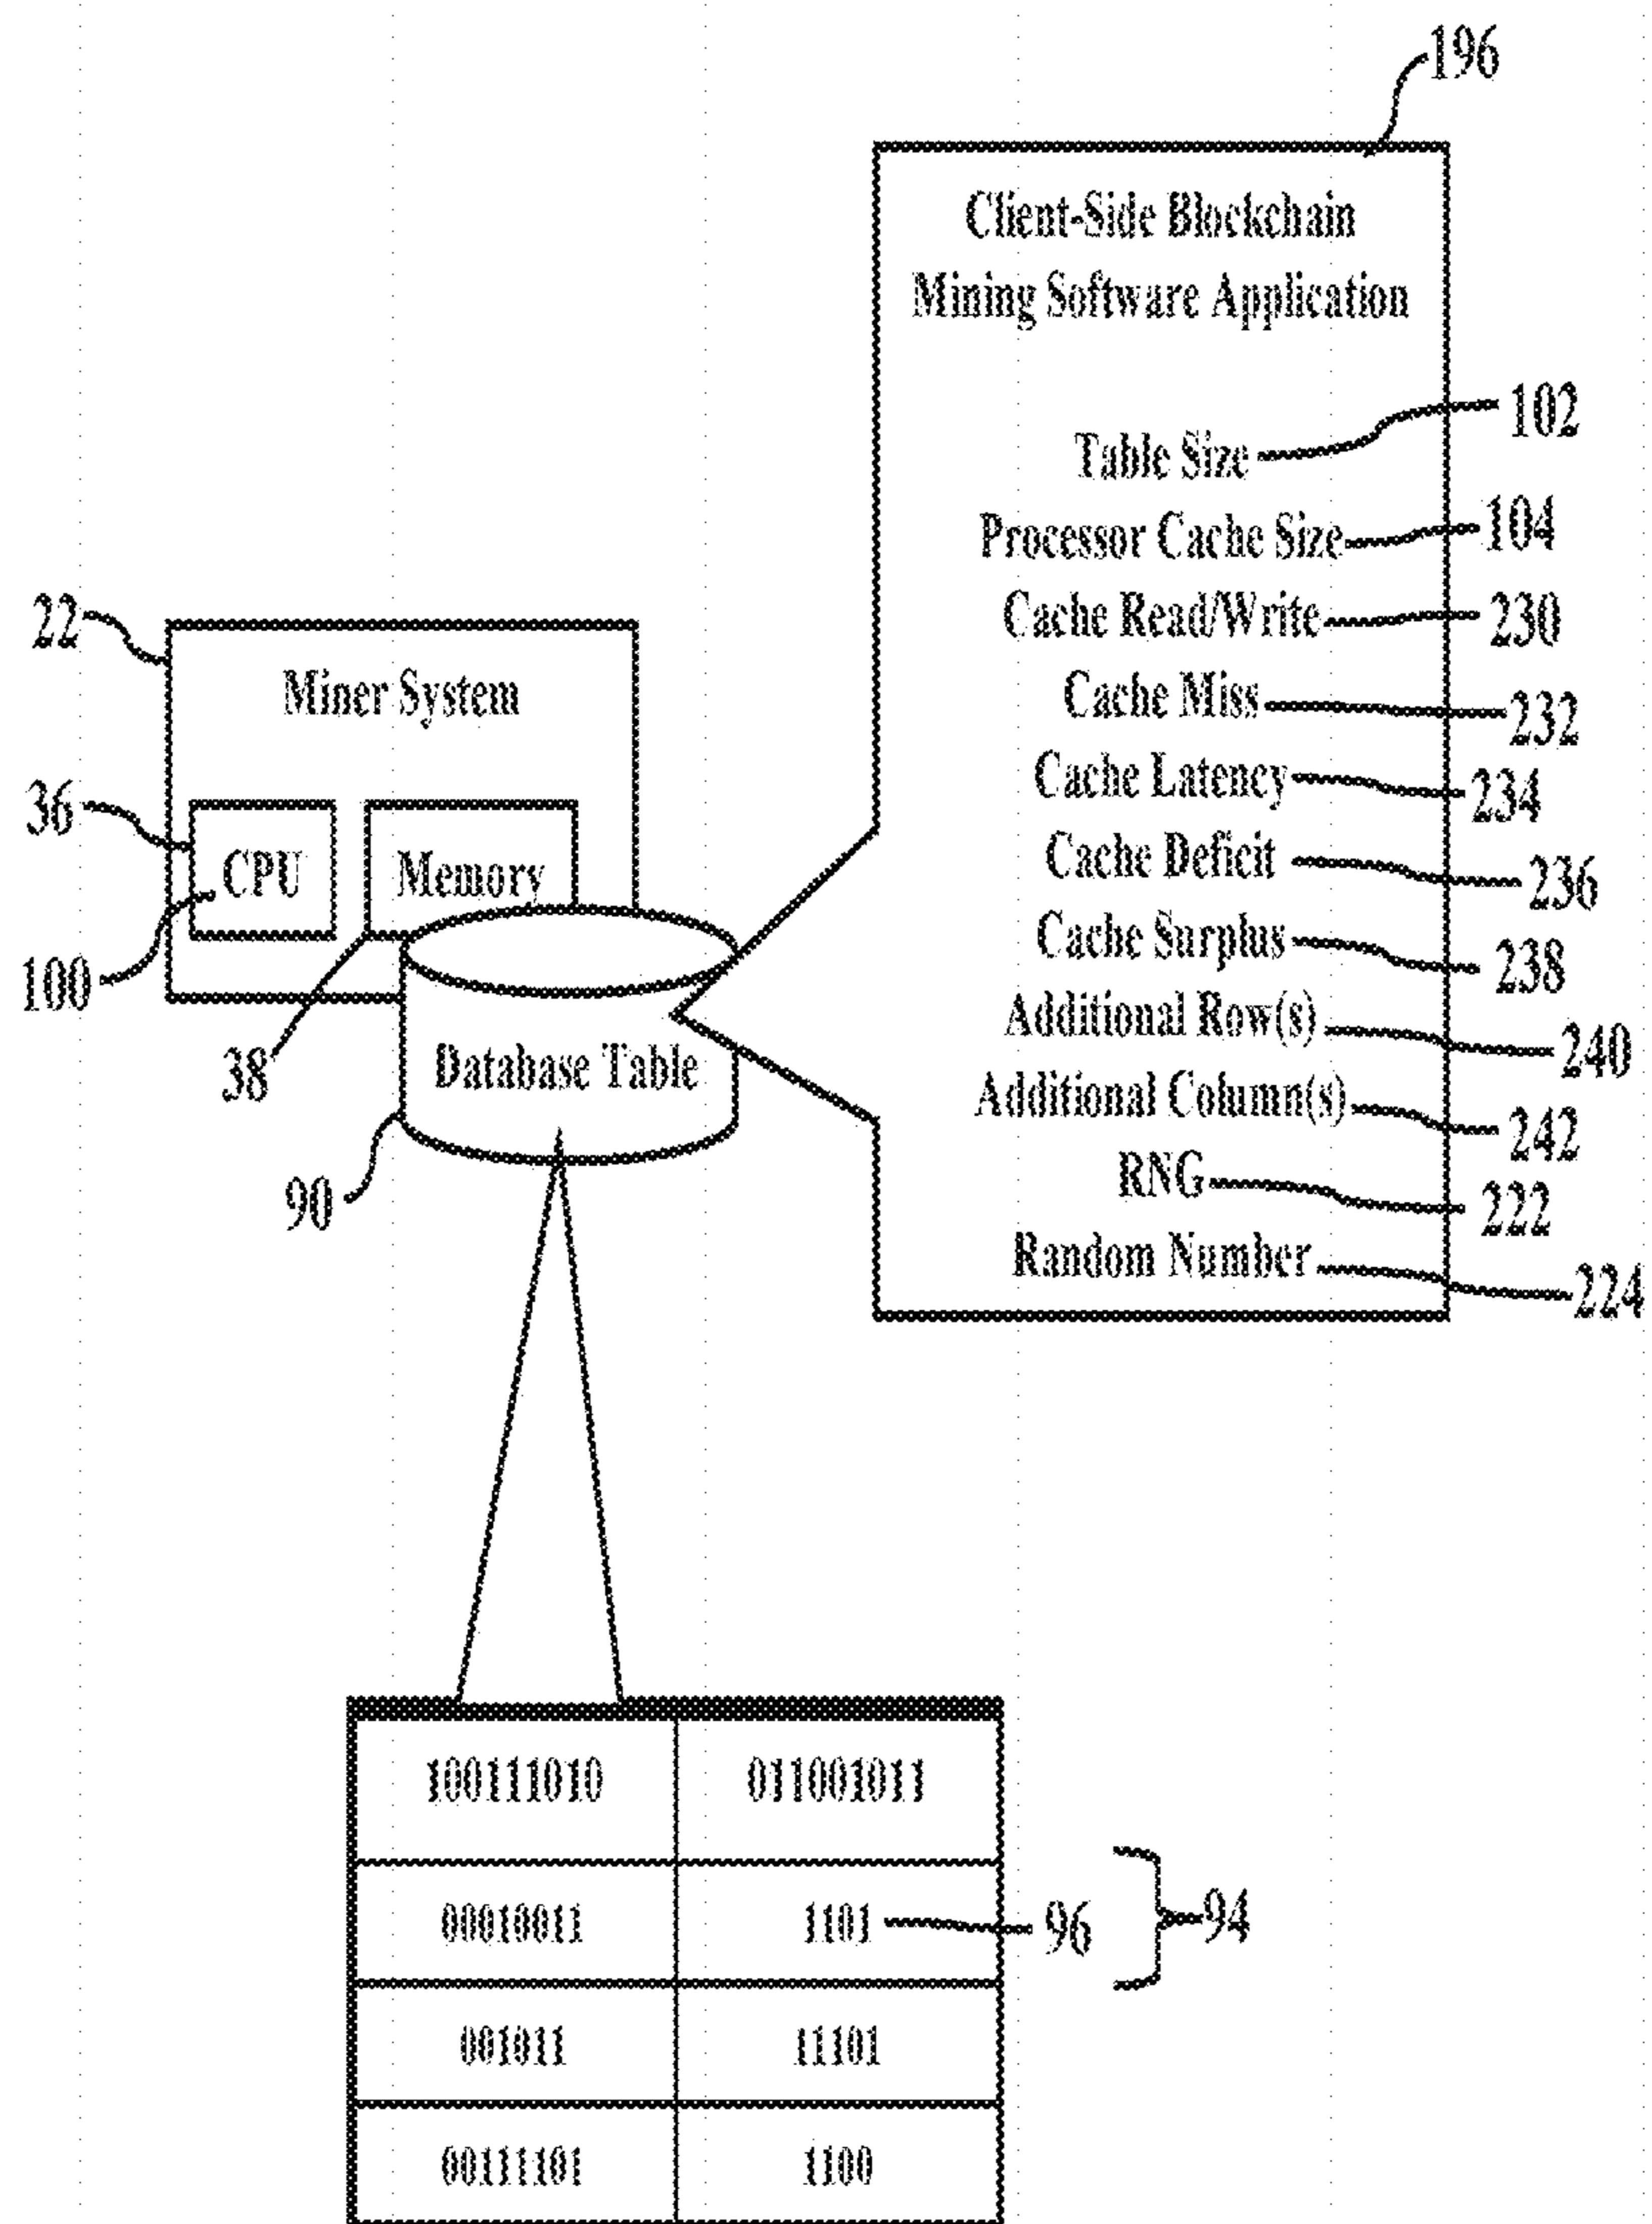 196
Client-Side Blockchain
Mining Software Application
Table Size 102
Processor Cache Size 104
Cache Read/Write 230
Cache Miss 232
Cache Latency 234
Cache Deficit 236
Cache Surplus 238
Additional Row(s) 240
Additional Column(s) 242
RNG 222
Random Number 224
22
Miner System
36
CPU
Memory
100
38
Database Table
90
100111010 011001011
00010011 1101 96 94
001011 11101
00111101 1100